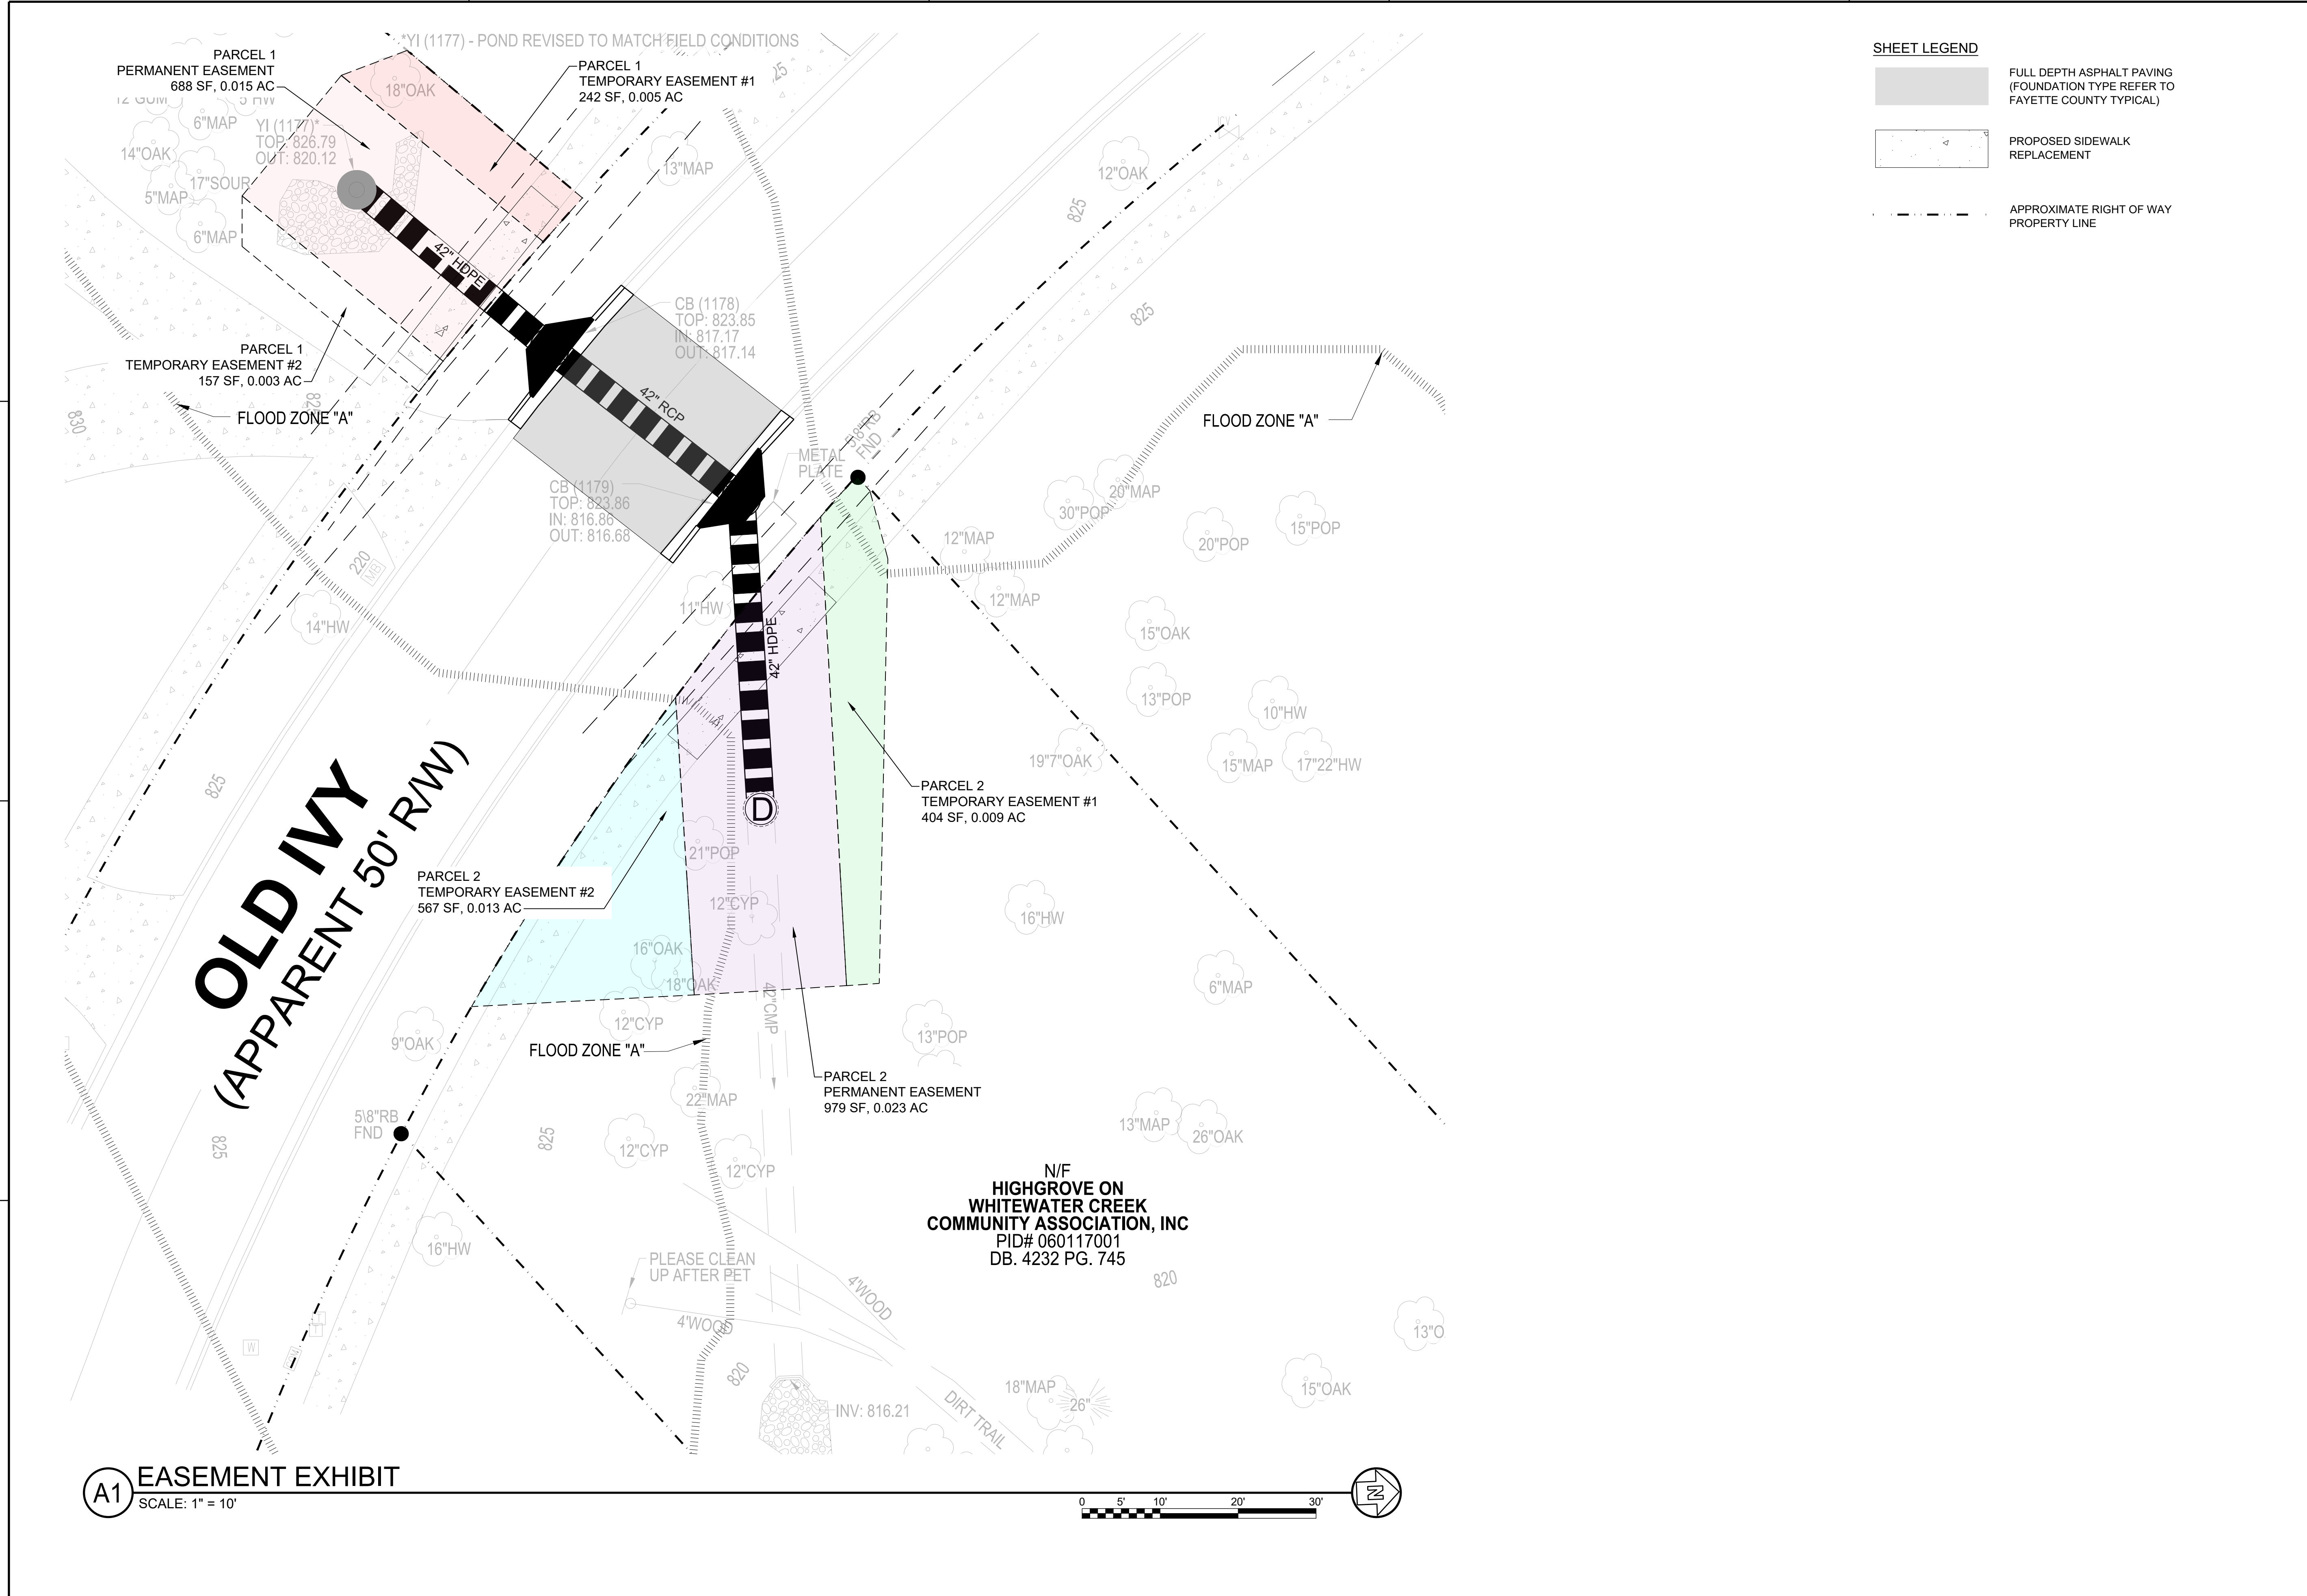 *YI (1177) - POND REVISED TO MATCH FIELD CONDITIONS
PARCEL 1
PERMANENT EASEMENT
688 SF, 0.015 AC
PARCEL 1
TEMPORARY EASEMENT #1
242 SF, 0.005 AC
18"OAK
12"GUM
5"HW
6"MAP
YI (1177)*
TOP: 826.79
OUT: 820.12
14"OAK
17"SOUR
5"MAP
6"MAP
13"MAP
12"OAK
825
825
42" HDPE
CB (1178)
TOP: 823.85
IN: 817.17
OUT: 817.14
PARCEL 1
TEMPORARY EASEMENT #2
157 SF, 0.003 AC
FLOOD ZONE "A"
830
42" RCP
5\8"RB
FND
METAL
PLATE
FLOOD ZONE "A"
CB (1179)
TOP: 823.86
IN: 816.86
OUT: 816.68
20"MAP
30"POP
15"POP
20"POP
12"MAP
12"MAP
220
MB
14"HW
11"HW
42" HDPE
15"OAK
13"POP
10"HW
19"7"OAK
15"MAP
17"22"HW
825
OLD IVY
(APPARENT 50' R/W)
D
PARCEL 2
TEMPORARY EASEMENT #1
404 SF, 0.009 AC
21"POP
PARCEL 2
TEMPORARY EASEMENT #2
567 SF, 0.013 AC
12"CYP
16"HW
16"OAK
18"OAK
42"CMP
6"MAP
12"CYP
9"OAK
FLOOD ZONE "A"
13"POP
PARCEL 2
PERMANENT EASEMENT
979 SF, 0.023 AC
22"MAP
5\8"RB
FND
825
825
12"CYP
12"CYP
13"MAP
26"OAK
N/F
HIGHGROVE ON
WHITEWATER CREEK
COMMUNITY ASSOCIATION, INC
PID# 060117001
DB. 4232 PG. 745
16"HW
PLEASE CLEAN
UP AFTER PET
4'WOOD
4'WOOD
820
820
W
13"O
DIRT TRAIL
18"MAP
26"
15"OAK
INV: 816.21
A1
EASEMENT EXHIBIT
SCALE: 1" = 10'
0 5' 10' 20' 30'
N
SHEET LEGEND
FULL DEPTH ASPHALT PAVING
(FOUNDATION TYPE REFER TO
FAYETTE COUNTY TYPICAL)
PROPOSED SIDEWALK
REPLACEMENT
APPROXIMATE RIGHT OF WAY
PROPERTY LINE